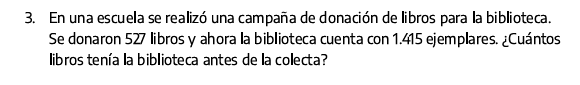 3. En una escuela se realizó una campaña de donación de libros para la biblioteca.
Se donaron 527 libros y ahora la biblioteca cuenta con 1.415 ejemplares. ¿Cuántos
libros tenía la biblioteca antes de la colecta?